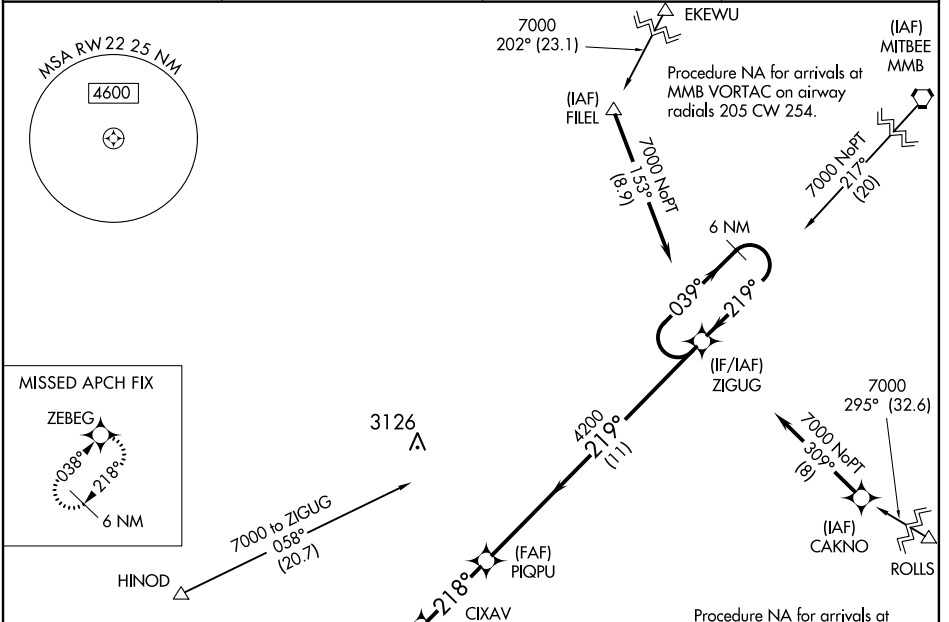 MSA RW 22 25 NM
4600
7000
202° (23.1)
EKEWU
(IAF)
MITBEE
MMB
Procedure NA for arrivals at
MMB VORTAC on airway
radials 205 CW 254.
(IAF)
FILEL
7000 NoPT
153°
(8.9)
7000 NoPT
217°
(20)
6 NM
039°
219°
(IF/IAF)
ZIGUG
MISSED APCH FIX
ZEBEG
038°
218°
6 NM
3126
4200
219°
(11)
7000
295° (32.6)
7000 NoPT
309°
(8)
(IAF)
CAKNO
ROLLS
7000 to ZIGUG
058°
(20.7)
HINOD
(FAF)
PIQPU
218°
CIXAV
Procedure NA for arrivals at